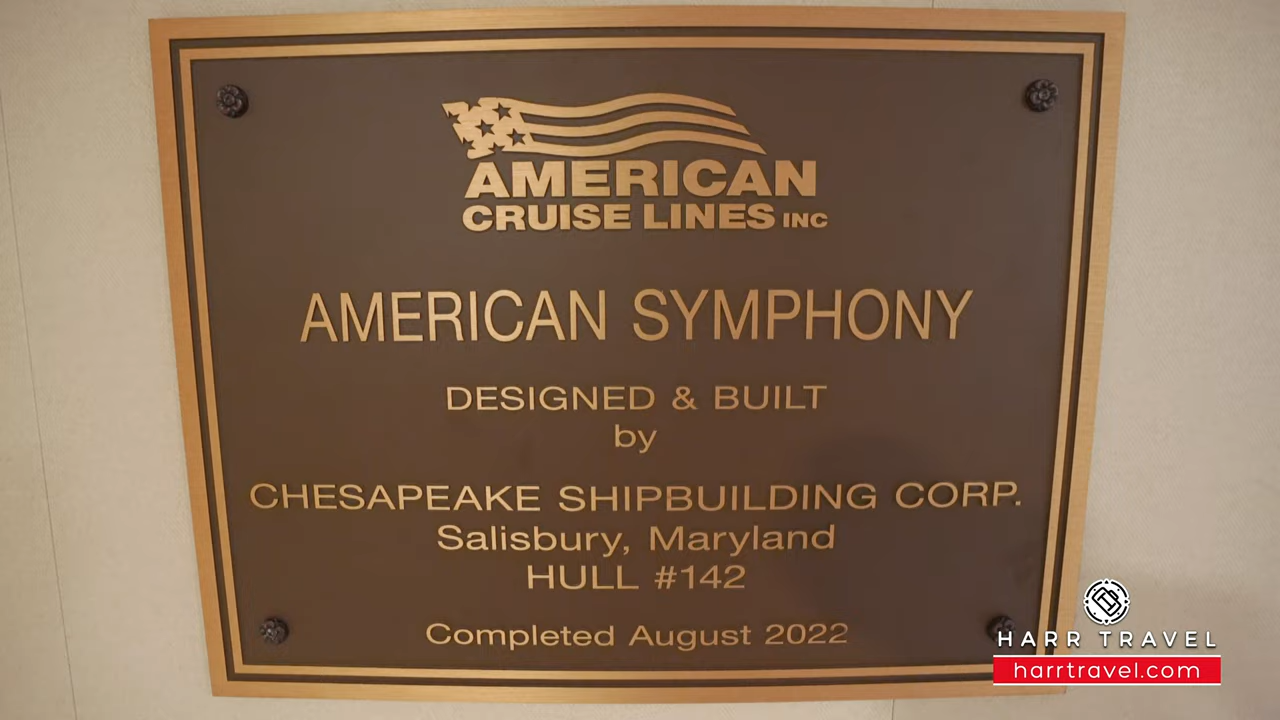 AMERICAN
CRUISE LINES INC
AMERICAN SYMPHONY
DESIGNED & BUILT
by
CHESAPEAKE SHIPBUILDING CORP.
Salisbury, Maryland
HULL #142
Completed August 2022
HARR TRAVEL
harrtravel.com